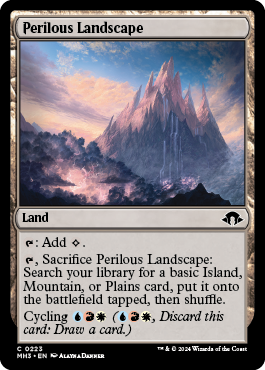 Perilous Landscape
Land
: Add .
, Sacrifice Perilous Landscape:
Search your library for a basic Island,
Mountain, or Plains card, put it onto
the battlefield tapped, then shuffle.
Cycling ( , Discard this
card: Draw a card.)
C 0223
MH3 • EN Alayna Danner
™ & © 2024 Wizards of the Coast